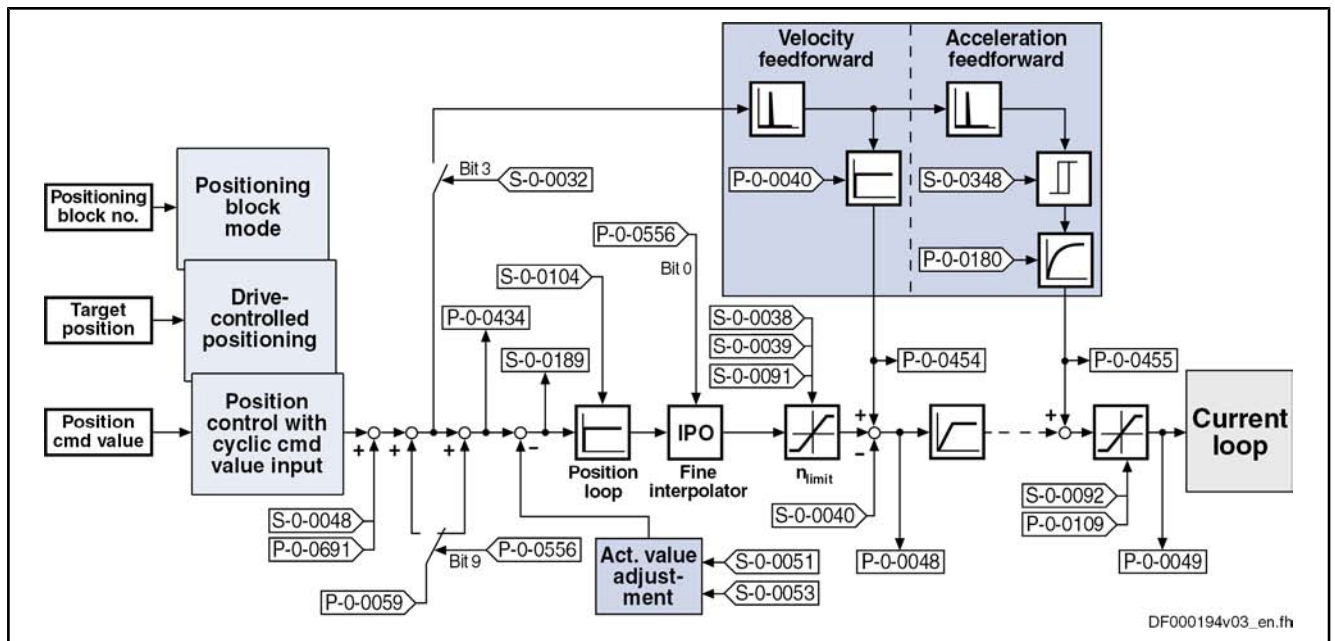 Velocity
feedforward
Acceleration
feedforward
Bit 3
S-0-0032
P-0-0040
S-0-0348
P-0-0180
Positioning
block no.
Positioning
block
mode
P-0-0556
Bit 0
S-0-0104
Target
position
Drive-
controlled
positioning
P-0-0434
S-0-0189
S-0-0038
S-0-0039
S-0-0091
P-0-0454
P-0-0455
Position
cmd value
Position
control with
cyclic cmd
value input
+
+
+
-
Position
loop
IPO
Fine
interpolator
nlimit
+
-
+
Current
loop
S-0-0048
P-0-0691
Bit 9
P-0-0556
P-0-0059
Act. value
adjust-
ment
S-0-0051
S-0-0053
S-0-0040
P-0-0048
S-0-0092
P-0-0109
P-0-0049
DF000194v03_en.fh